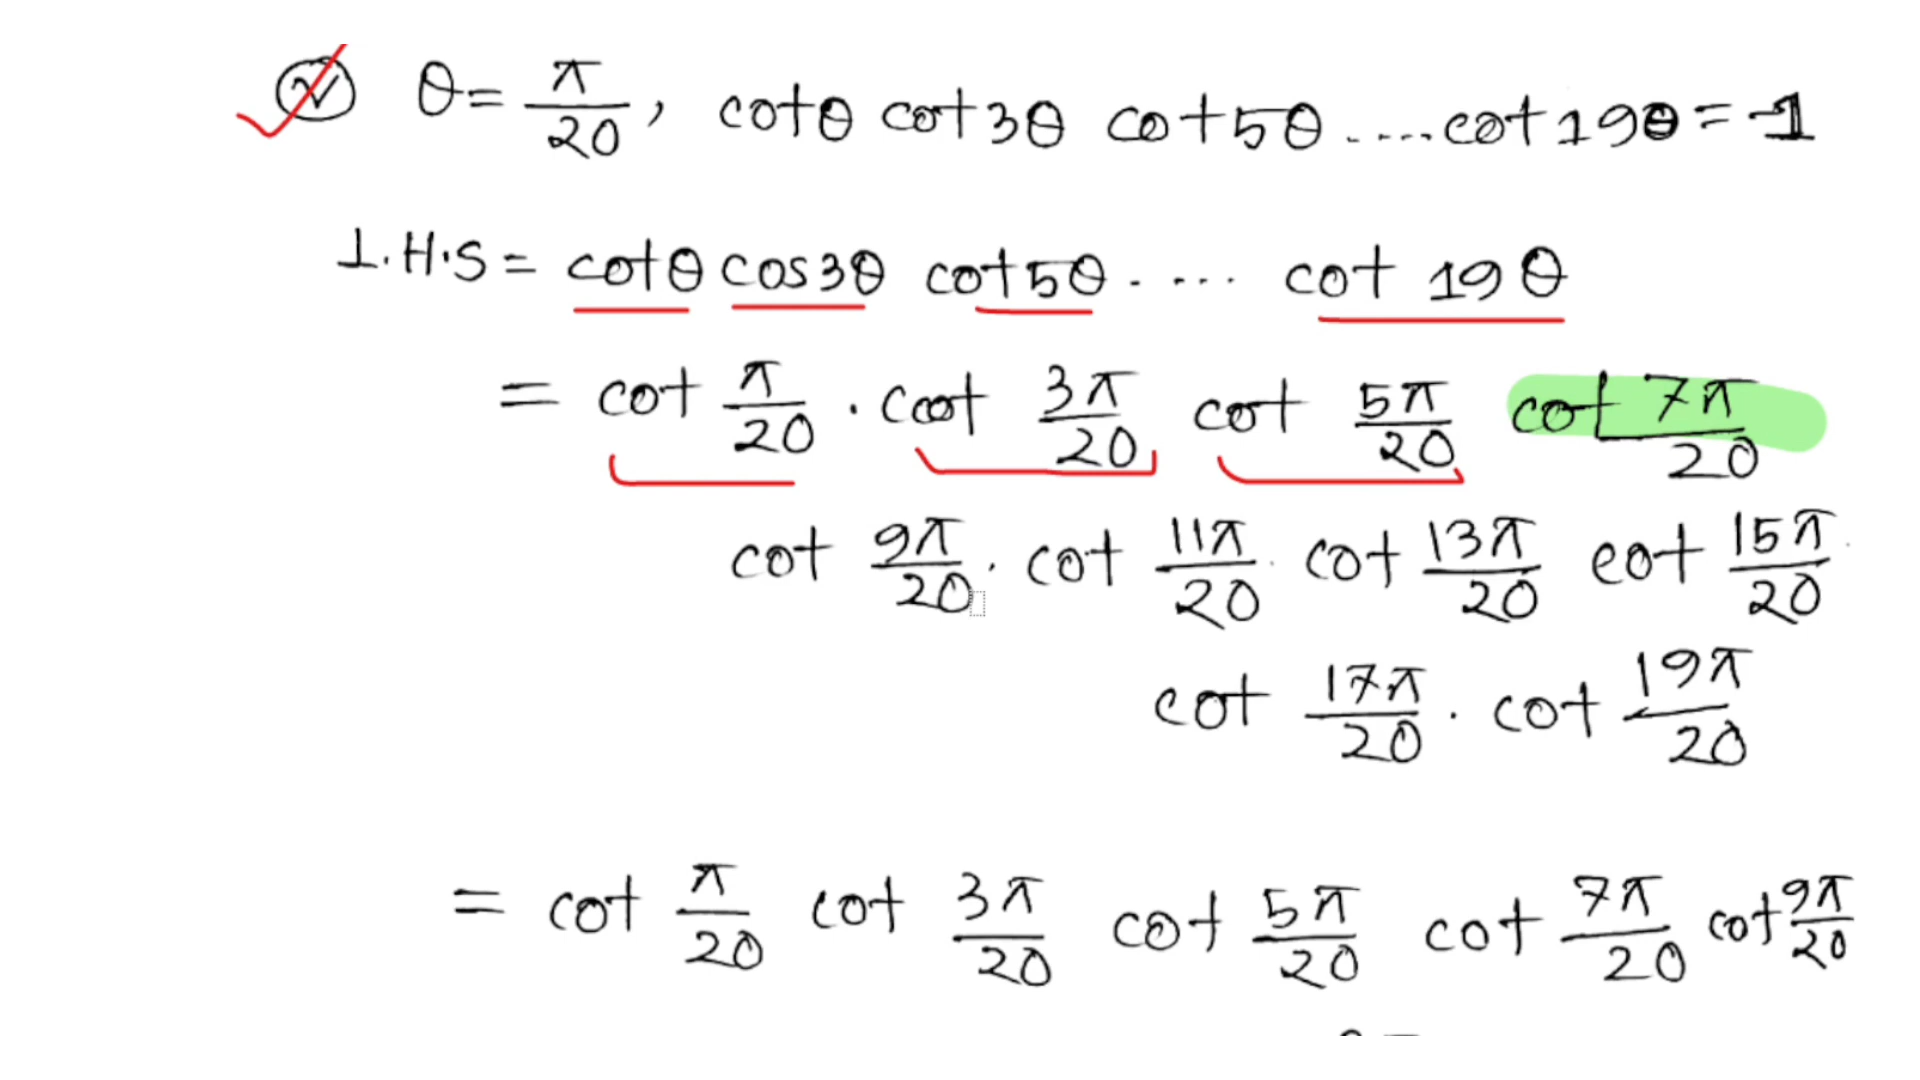 (iv) θ = π/20, cotθ cot3θ cot5θ ..... cot19θ = -1
L.H.S = cotθ cos3θ cot5θ ..... cot 19θ
= cot π/20 . cot 3π/20 cot 5π/20 cot 7π/20
cot 9π/20 . cot 11π/20 . cot 13π/20 cot 15π/20 .
cot 17π/20 . cot 19π/20
= cot π/20 cot 3π/20 cot 5π/20 cot 7π/20 cot 9π/20